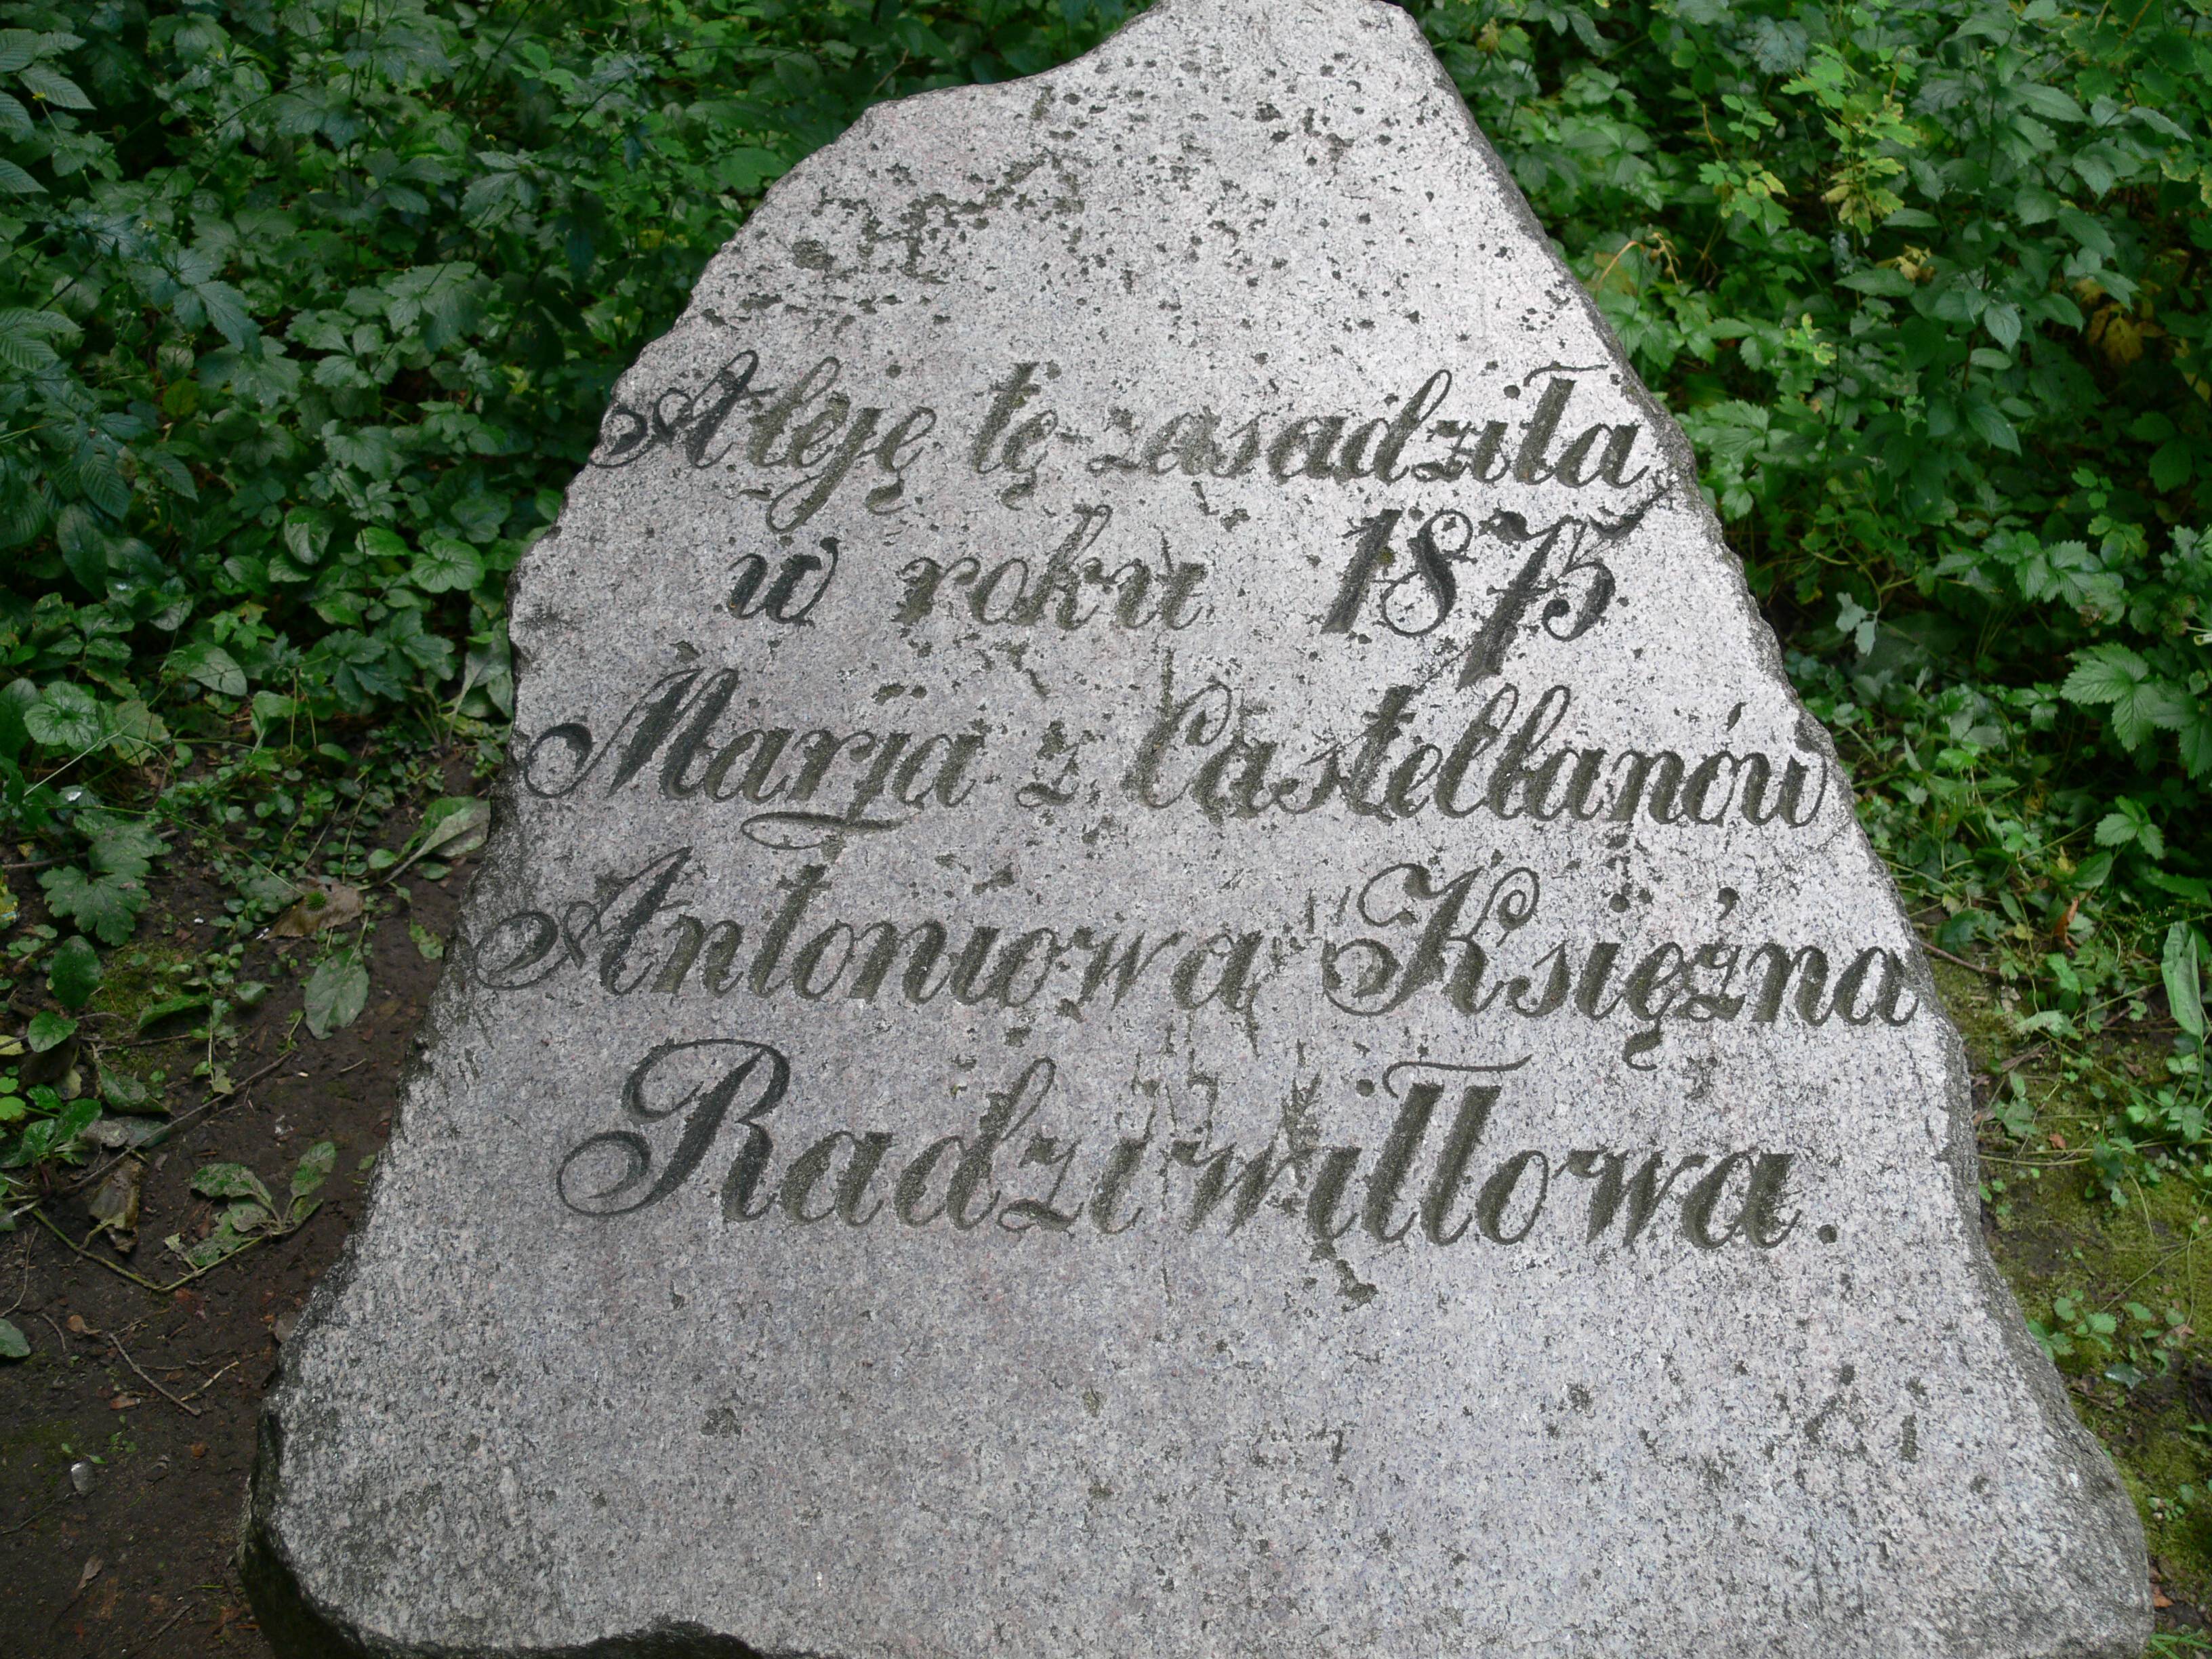 Aleję tę zasadziła
w roku 1875
Marja z Castellanów
Antoniowa Księżna
Radziwiłłowa.